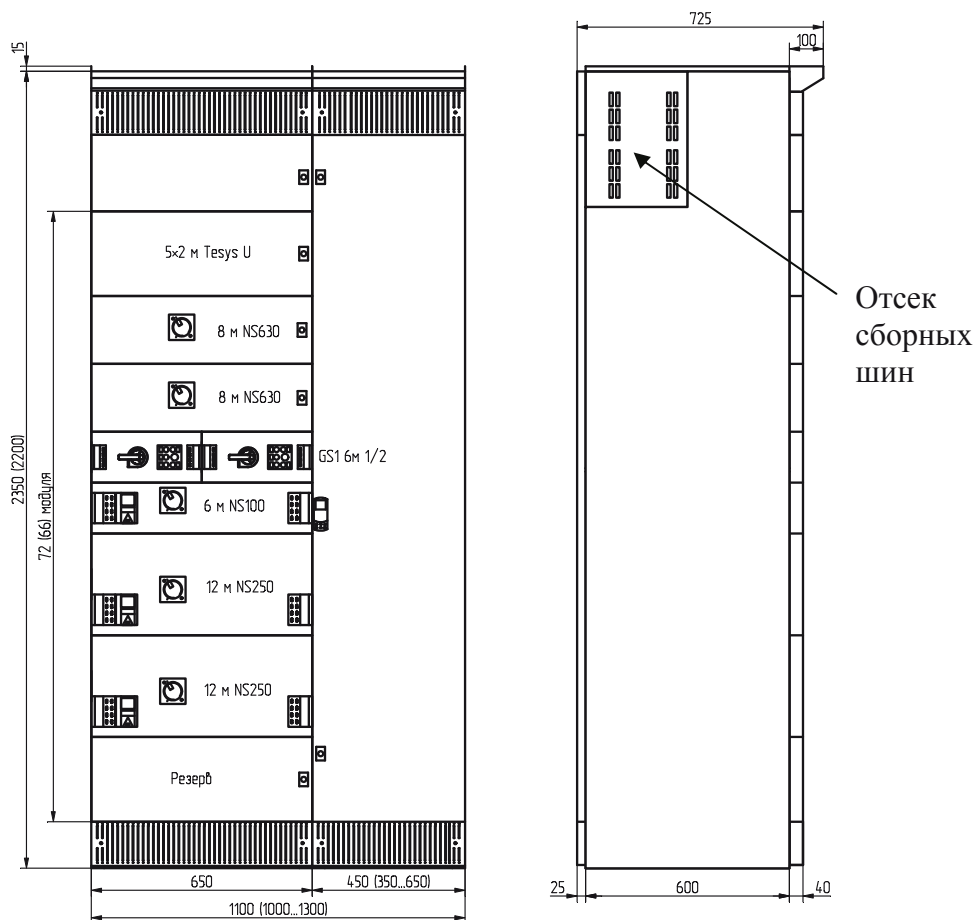 725
100
15
5×2 м Tesys U
8 м NS630
8 м NS630
GS1 6м 1/2
6 м NS100
12 м NS250
12 м NS250
Резерв
2350 (2200)
72 (66) модуля
Отсек
сборных
шин
650
450 (350...650)
1100 (1000...1300)
25
600
40